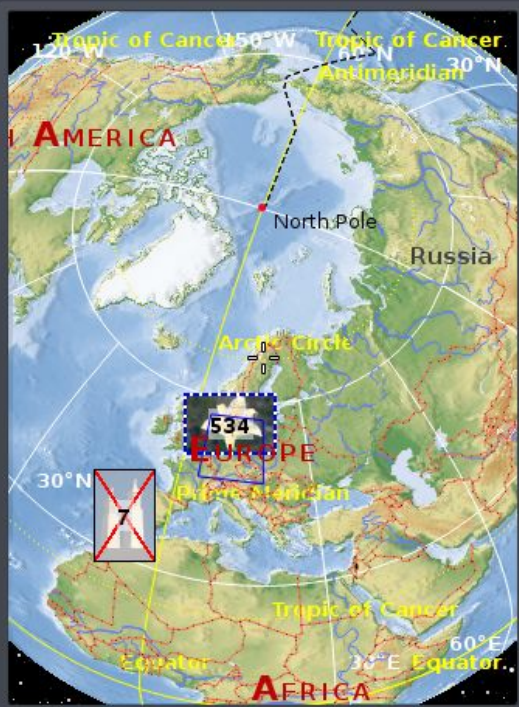 Tropic of Cancer
150°W
Tropic of Cancer
120°W
60°N
30°N
Antimeridian
AMERICA
North Pole
Russia
Arctic Circle
534
EUROPE
30°N
Prime Meridian
7
Tropic of Cancer
60°E
Equator
30°E
Equator
AFRICA